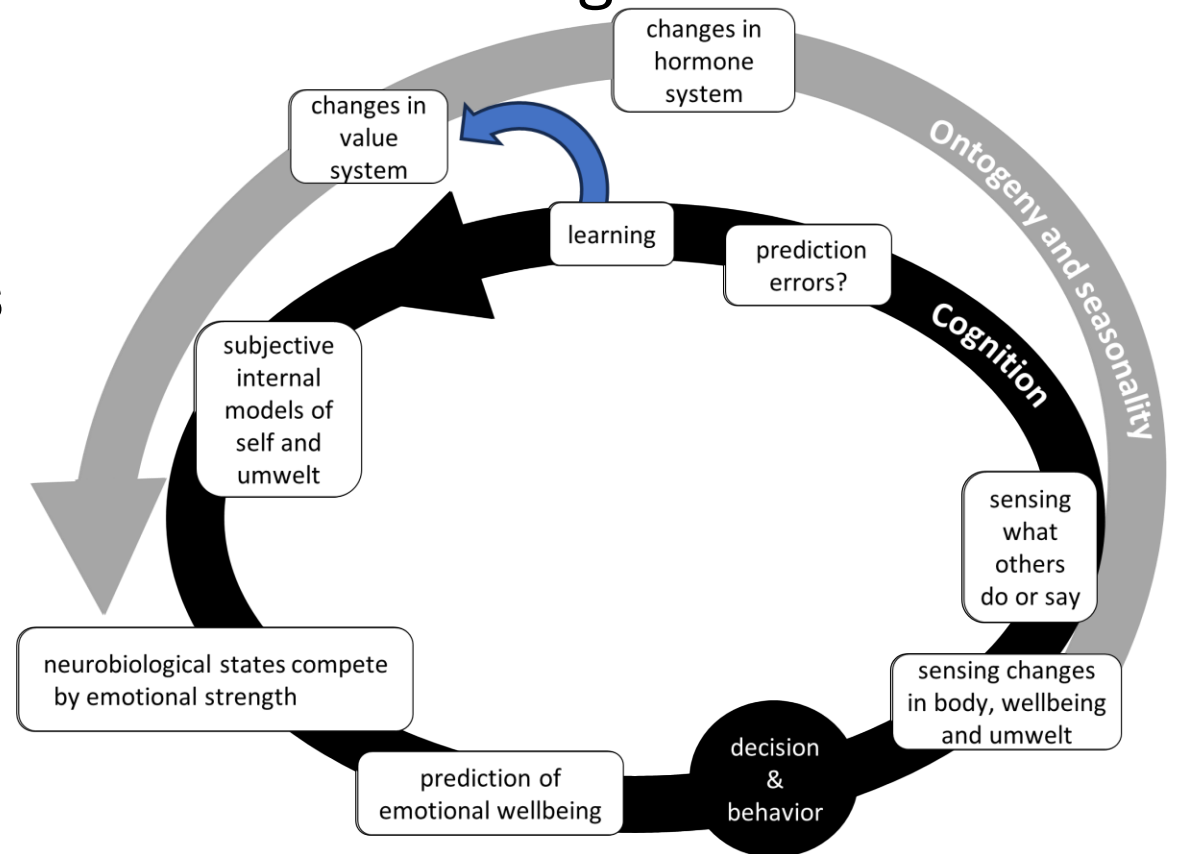 g
changes in
hormone
system
changes in
value
system
Ontogeny and seasonality
learning
prediction
errors?
Cognition
s
subjective
internal
models of
self and
umwelt
sensing
what
others
do or say
neurobiological states compete
by emotional strength
sensing changes
in body, wellbeing
and umwelt
decision
&
behavior
prediction of
emotional wellbeing